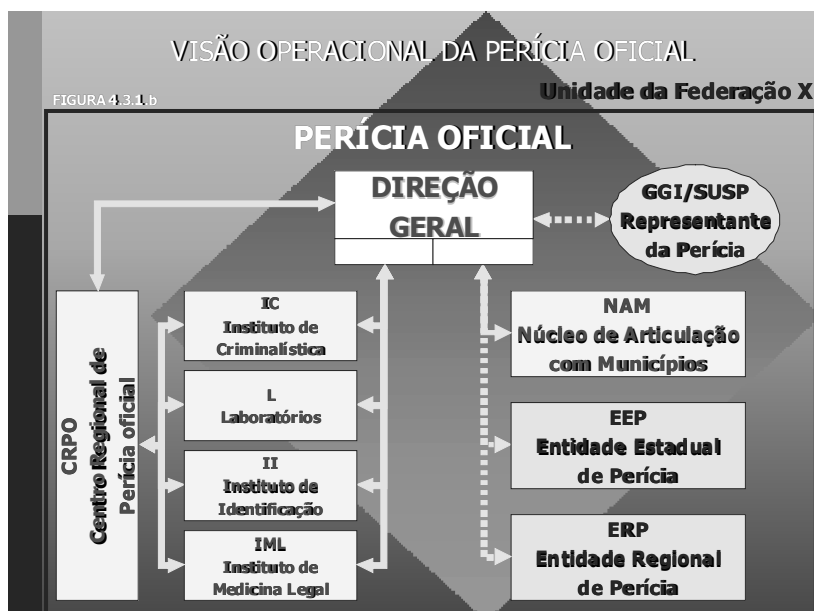 VISÃO OPERACIONAL DA PERÍCIA OFICIAL
FIGURA 4.3.1.b
Unidade da Federação X
PERÍCIA OFICIAL
DIREÇÃO
GERAL
GGI/SUSP
Representante
da Perícia
CRPO
Centro Regional de
Perícia oficial
IC
Instituto de
Criminalística
L
Laboratórios
II
Instituto de
Identificação
IML
Instituto de
Medicina Legal
NAM
Núcleo de Articulação
com Municípios
EEP
Entidade Estadual
de Perícia
ERP
Entidade Regional
de Perícia